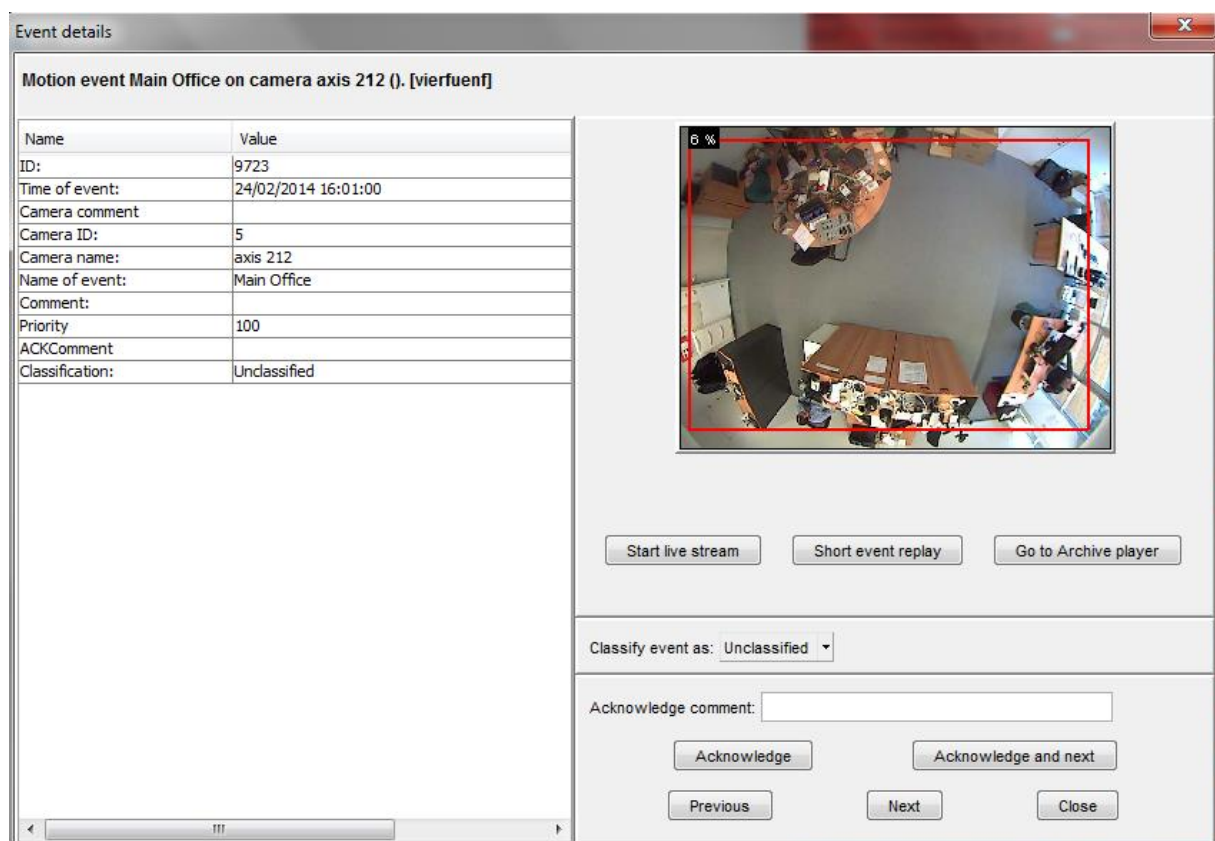 Event details
X
Motion event Main Office on camera axis 212 (). [vierfuenf]
Name Value
ID: 9723
Time of event: 24/02/2014 16:01:00
Camera comment
Camera ID: 5
Camera name: axis 212
Name of event: Main Office
Comment:
Priority 100
ACKComment
Classification: Unclassified
6 %
Start live stream Short event replay Go to Archive player
Classify event as: Unclassified
Acknowledge comment:
Acknowledge Acknowledge and next
Previous Next Close